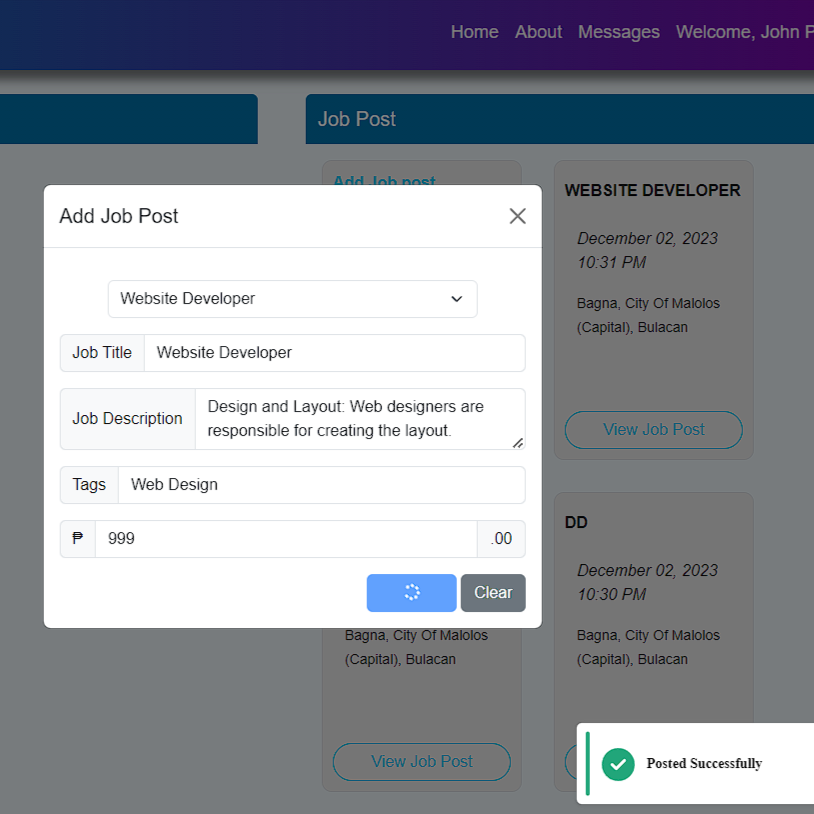 Home About Messages Welcome, John P
Job Post
Add Job post
WEBSITE DEVELOPER
December 02, 2023
10:31 PM
Bagna, City Of Malolos
(Capital), Bulacan
View Job Post
Add Job Post
Website Developer
Job Title Website Developer
Job Description Design and Layout: Web designers are
responsible for creating the layout.
Tags Web Design
₱ 999 .00
Clear
DD
December 02, 2023
10:30 PM
Bagna, City Of Malolos
(Capital), Bulacan
Bagna, City Of Malolos
(Capital), Bulacan
View Job Post
Posted Successfully